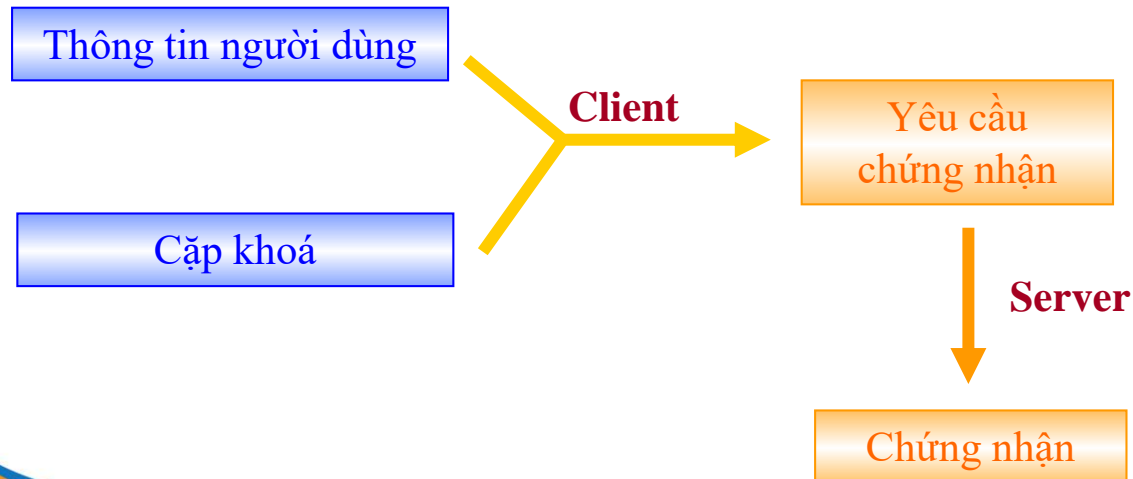 Thông tin người dùng
Client
Yêu cầu
chứng nhận
Cặp khoá
Server
Chứng nhận